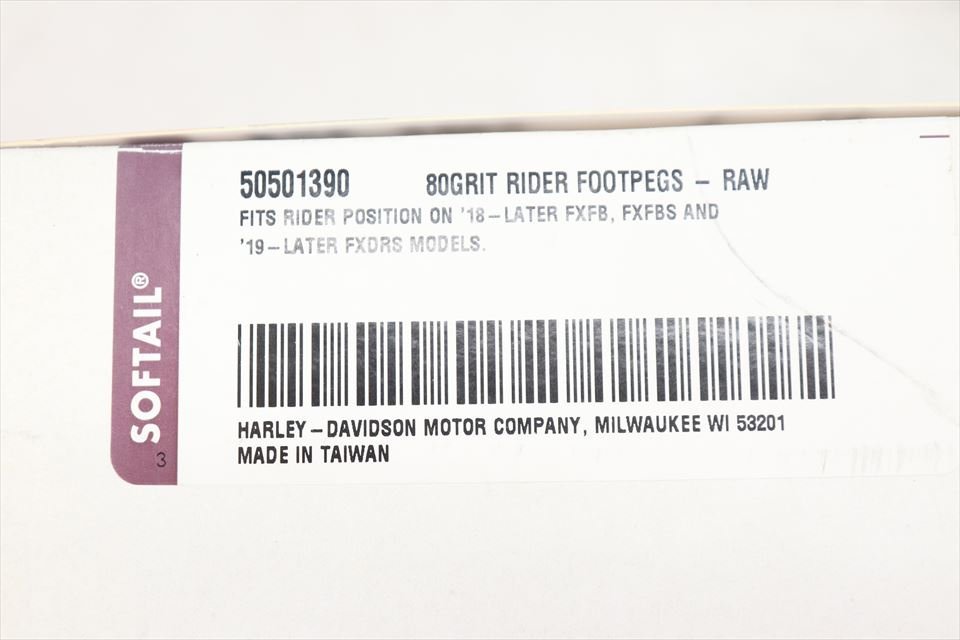 50501390 80GRIT RIDER FOOTPEGS – RAW
FITS RIDER POSITION ON '18–LATER FXFB, FXFBS AND
'19–LATER FXDRS MODELS.
SOFTAIL®
3
HARLEY–DAVIDSON MOTOR COMPANY, MILWAUKEE WI 53201
MADE IN TAIWAN